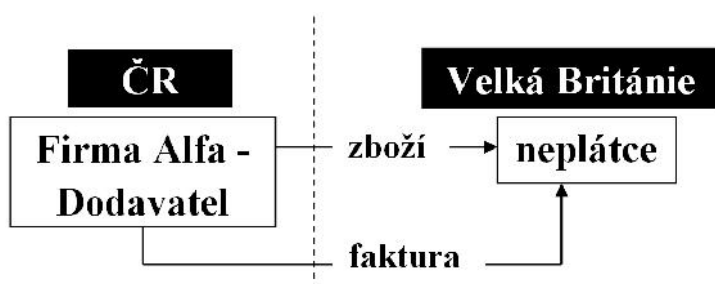 ČR
Velká Británie
Firma Alfa -
Dodavatel
zboží
neplátce
faktura